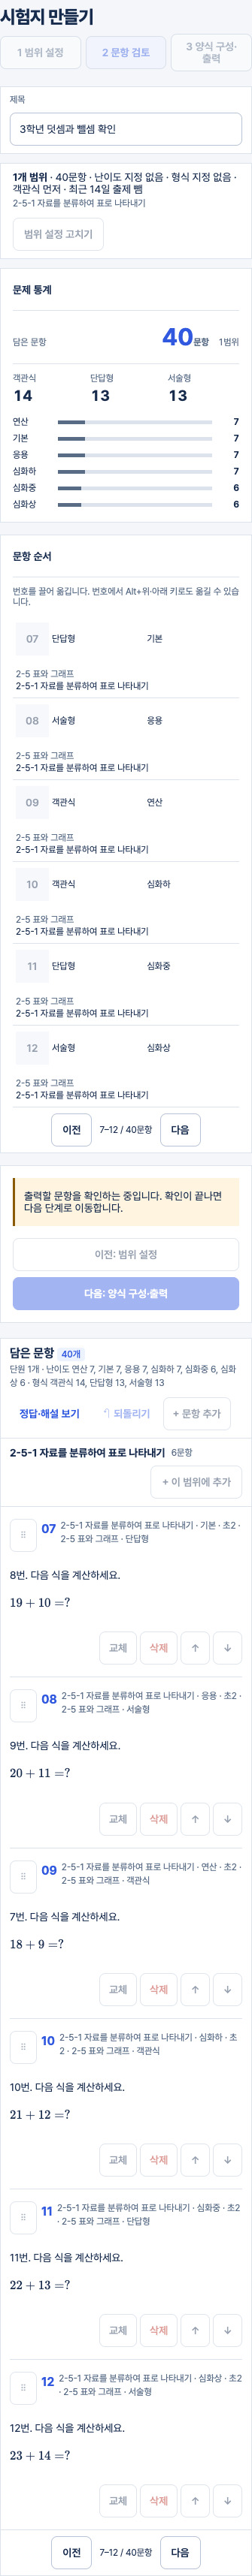 시험지 만들기
1 범위 설정
2 문항 검토
3 양식 구성·
출력
제목
3학년 덧셈과 뺄셈 확인
1개 범위 · 40문항 · 난이도 지정 없음 · 형식 지정 없음 ·
객관식 먼저 · 최근 14일 출제 뺌
2-5-1 자료를 분류하여 표로 나타내기
범위 설정 고치기
문제 통계
담은 문항 40문항 1범위
객관식 단답형 서술형
14 13 13
연산 7
기본 7
응용 7
심화하 7
심화중 6
심화상 6
문항 순서
번호를 끌어 옮깁니다. 번호에서 Alt+위·아래 키로도 옮길 수 있습
니다.
07 단답형 기본
2-5 표와 그래프
2-5-1 자료를 분류하여 표로 나타내기
08 서술형 응용
2-5 표와 그래프
2-5-1 자료를 분류하여 표로 나타내기
09 객관식 연산
2-5 표와 그래프
2-5-1 자료를 분류하여 표로 나타내기
10 객관식 심화하
2-5 표와 그래프
2-5-1 자료를 분류하여 표로 나타내기
11 단답형 심화중
2-5 표와 그래프
2-5-1 자료를 분류하여 표로 나타내기
12 서술형 심화상
2-5 표와 그래프
2-5-1 자료를 분류하여 표로 나타내기
이전 7–12 / 40문항 다음
출력할 문항을 확인하는 중입니다. 확인이 끝나면
다음 단계로 이동합니다.
이전: 범위 설정
다음: 양식 구성·출력
담은 문항 40개
단원 1개 · 난이도 연산 7, 기본 7, 응용 7, 심화하 7, 심화중 6, 심화
상 6 · 형식 객관식 14, 단답형 13, 서술형 13
정답·해설 보기 되돌리기 + 문항 추가
2-5-1 자료를 분류하여 표로 나타내기 6문항
+ 이 범위에 추가
07 2-5-1 자료를 분류하여 표로 나타내기 · 기본 · 초2 ·
2-5 표와 그래프 · 단답형
8번. 다음 식을 계산하세요.
19 + 10 =?
교체 삭제 ↑ ↓
08 2-5-1 자료를 분류하여 표로 나타내기 · 응용 · 초2 ·
2-5 표와 그래프 · 서술형
9번. 다음 식을 계산하세요.
20 + 11 =?
교체 삭제 ↑ ↓
09 2-5-1 자료를 분류하여 표로 나타내기 · 연산 · 초2 ·
2-5 표와 그래프 · 객관식
7번. 다음 식을 계산하세요.
18 + 9 =?
교체 삭제 ↑ ↓
10 2-5-1 자료를 분류하여 표로 나타내기 · 심화하 · 초
2 · 2-5 표와 그래프 · 객관식
10번. 다음 식을 계산하세요.
21 + 12 =?
교체 삭제 ↑ ↓
11 2-5-1 자료를 분류하여 표로 나타내기 · 심화중 · 초2
· 2-5 표와 그래프 · 단답형
11번. 다음 식을 계산하세요.
22 + 13 =?
교체 삭제 ↑ ↓
12 2-5-1 자료를 분류하여 표로 나타내기 · 심화상 · 초2
· 2-5 표와 그래프 · 서술형
12번. 다음 식을 계산하세요.
23 + 14 =?
교체 삭제 ↑ ↓
이전 7–12 / 40문항 다음